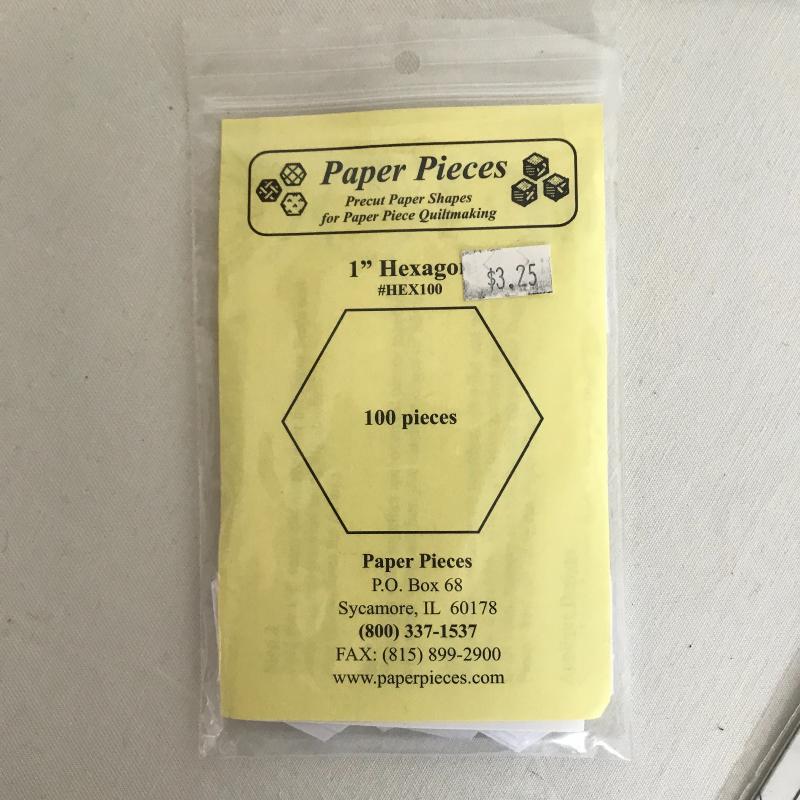 Paper Pieces
Precut Paper Shapes
for Paper Piece Quiltmaking
1” Hexagon
$3.25
#HEX100
100 pieces
Paper Pieces
P.O. Box 68
Sycamore, IL 60178
(800) 337-1537
FAX: (815) 899-2900
www.paperpieces.com